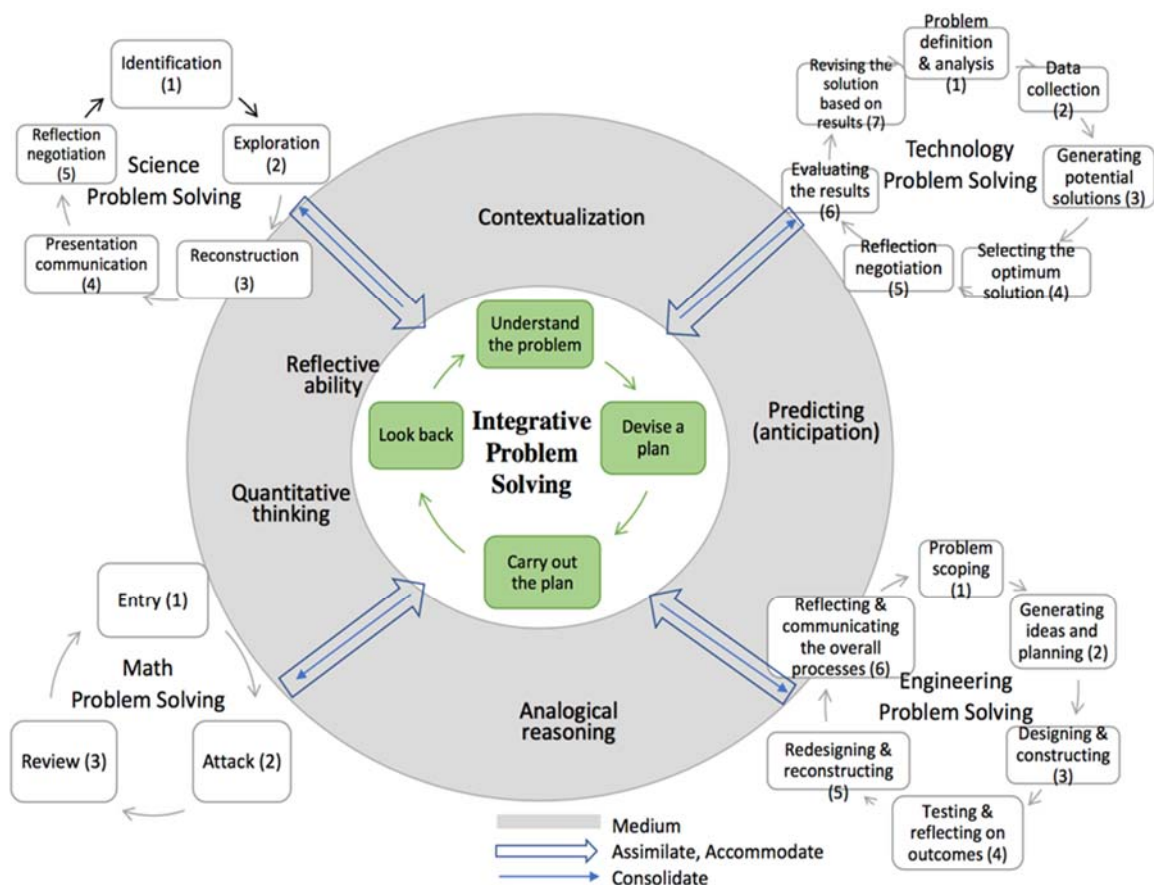 Identification
(1)
Exploration
(2)
Reconstruction
(3)
Presentation
communication
(4)
Reflection
negotiation
(5)
Science
Problem Solving
Problem
definition
& analysis
(1)
Data
collection
(2)
Generating
potential
solutions (3)
Selecting the
optimum
solution (4)
Reflection
negotiation
(5)
Evaluating
the results
(6)
Revising the
solution
based on
results (7)
Technology
Problem Solving
Contextualization
Reflective
ability
Quantitative
thinking
Predicting
(anticipation)
Analogical
reasoning
Understand
the problem
Devise a
plan
Carry out
the plan
Look back
Integrative
Problem
Solving
Entry (1)
Attack (2)
Review (3)
Math
Problem Solving
Problem
scoping
(1)
Generating
ideas and
planning (2)
Designing &
constructing
(3)
Testing &
reflecting on
outcomes (4)
Redesigning &
reconstructing
(5)
Reflecting &
communicating
the overall
processes (6)
Engineering
Problem Solving
Medium
Assimilate, Accommodate
Consolidate